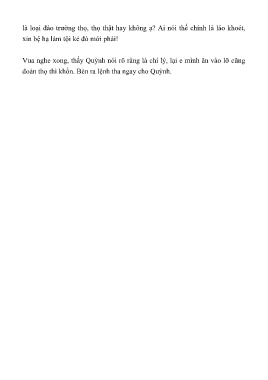 là loại đào trường thọ, thọ thật hay không ạ? Ai nói thế chính là láo khoét,
xin bệ hạ làm tội kẻ đó mới phải!
Vua nghe xong, thấy Quỳnh nói rõ ràng là chí lý, lại e mình ăn vào lỡ cũng
đoản thọ thì khốn. Bèn ra lệnh tha ngay cho Quỳnh.